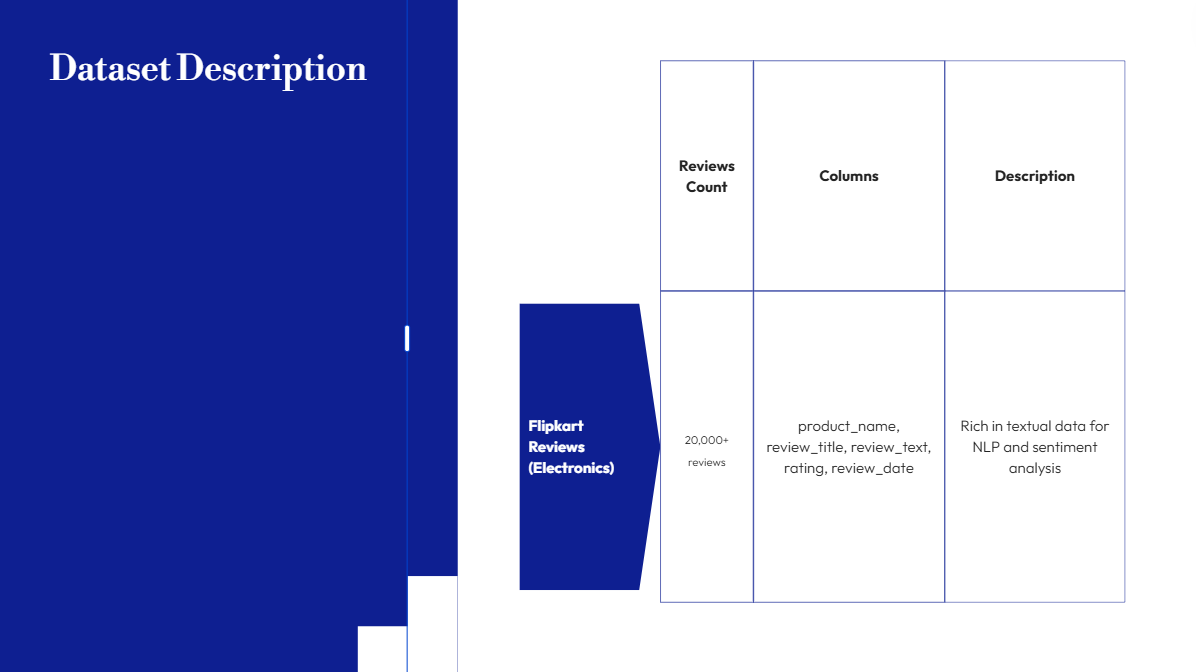 Dataset Description
Reviews
Count
Columns
Description
Flipkart
Reviews
(Electronics)
20,000+
reviews
product_name,
review_title, review_text,
rating, review_date
Rich in textual data for
NLP and sentiment
analysis